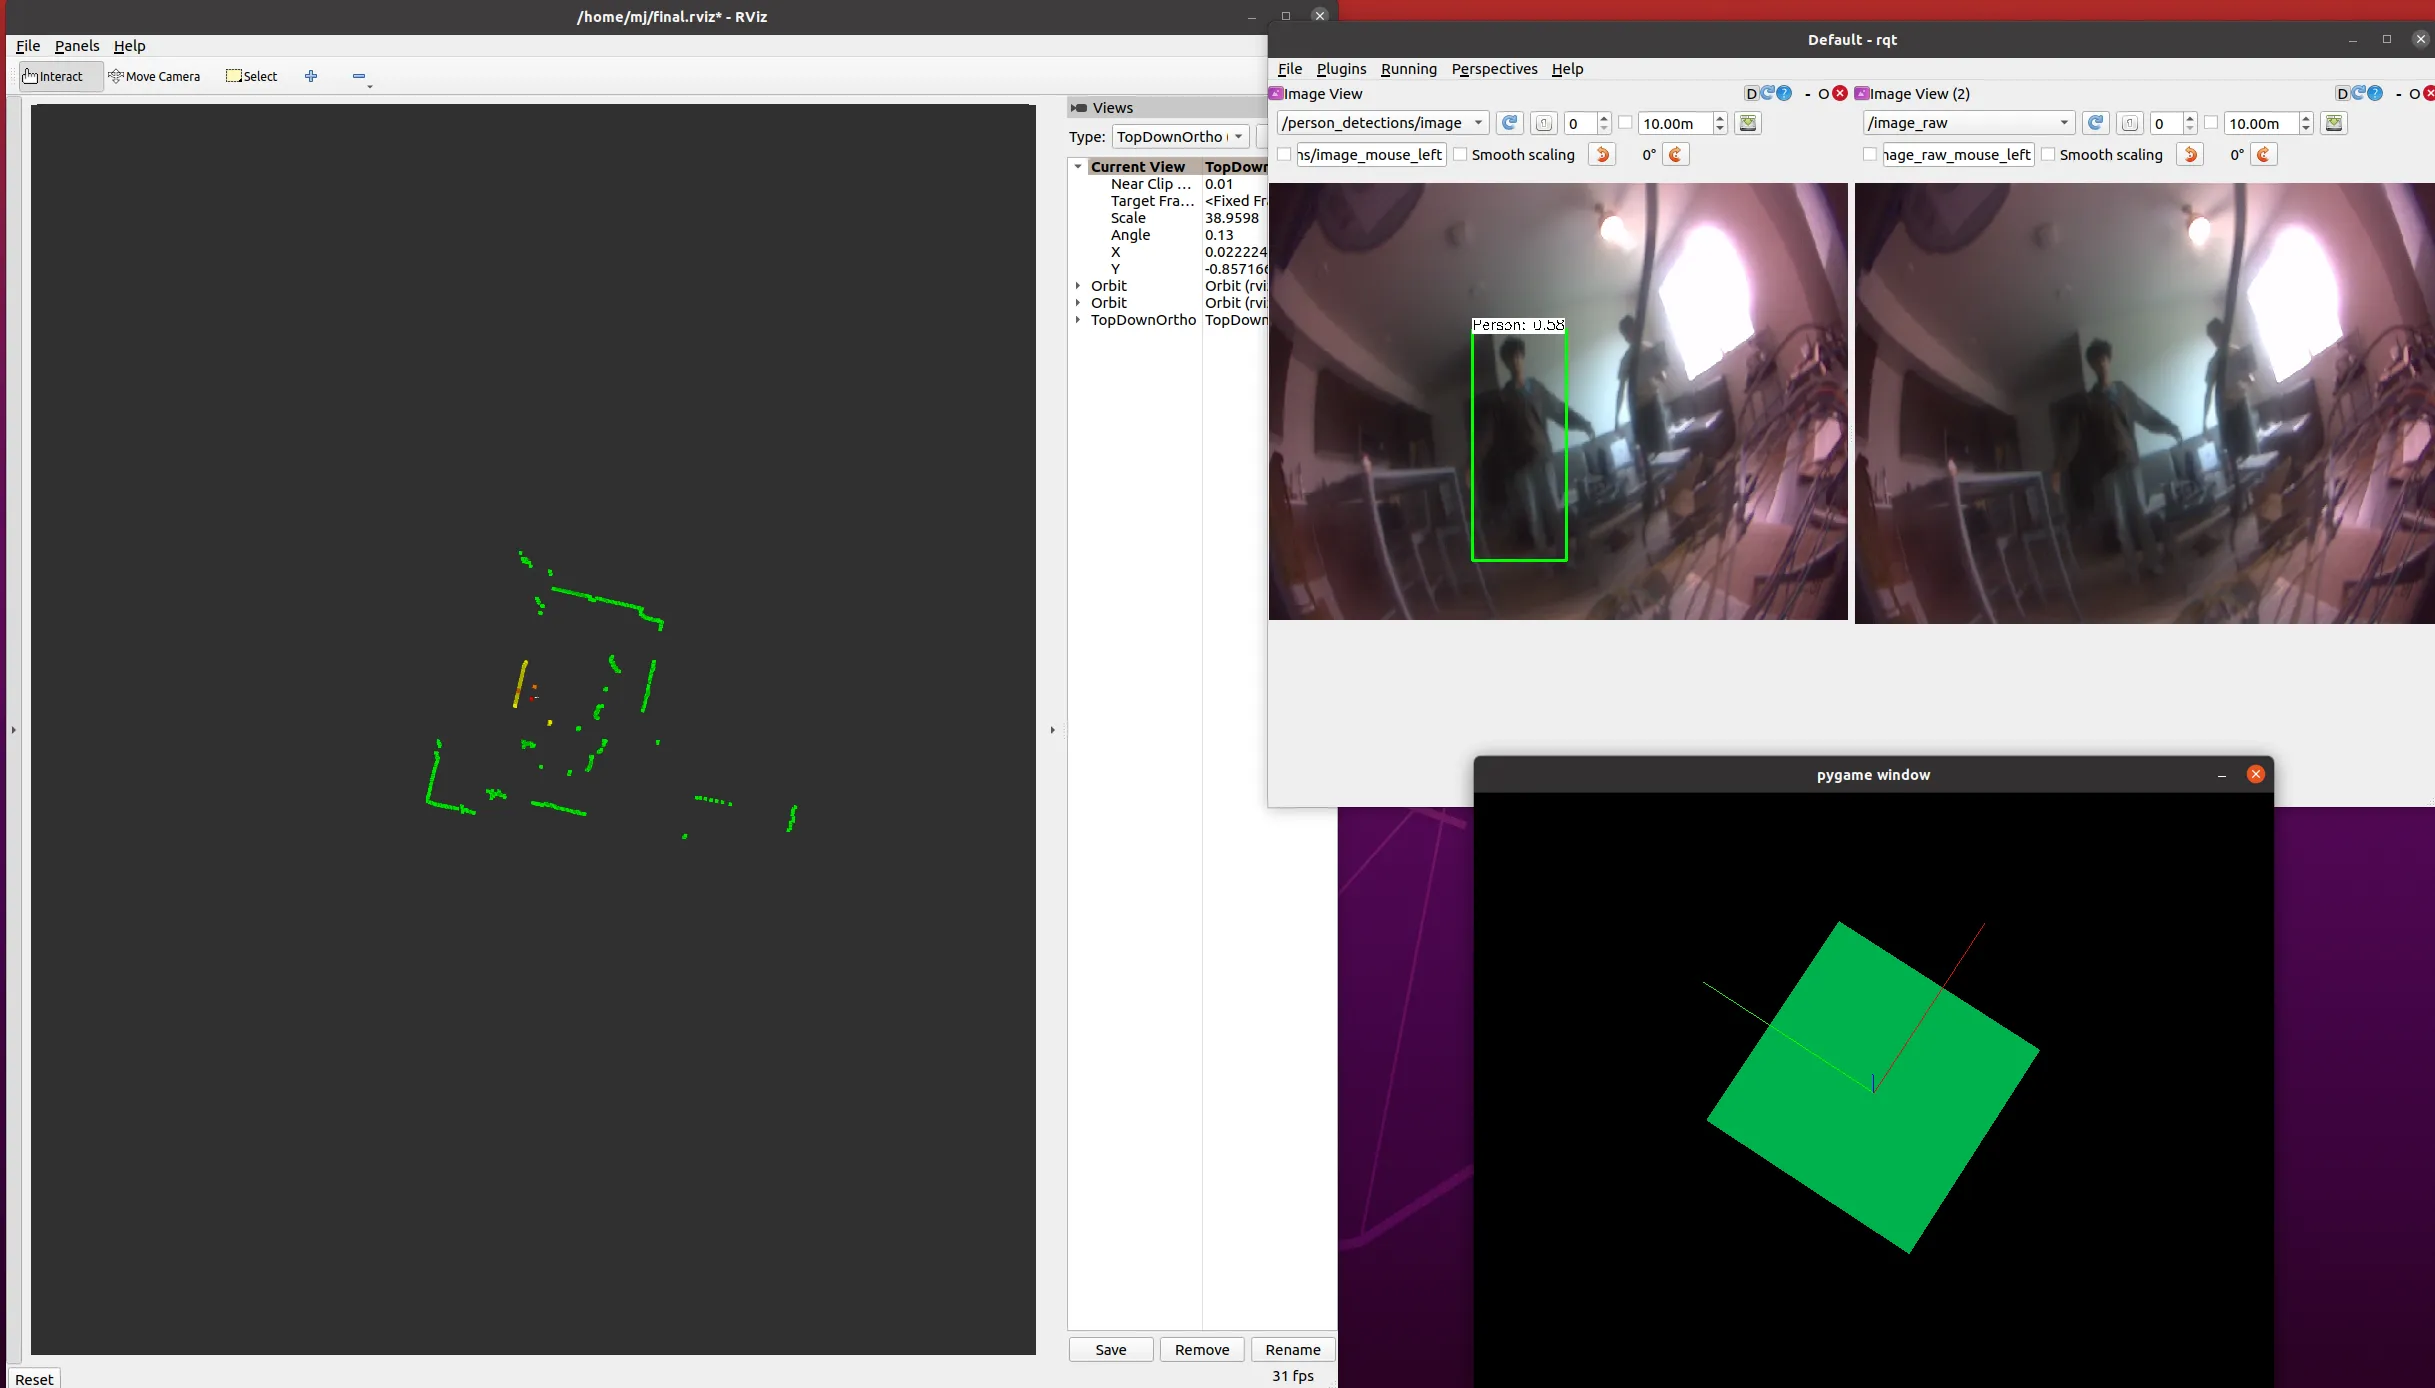 /home/mj/final.rviz* - RViz
File Panels Help
Interact Move Camera Select
Views
Type: TopDownOrtho
Current View TopDown
Near Clip ... 0.01
Target Fra... <Fixed Fr
Scale 38.9598
Angle 0.13
X 0.022224
Y -0.857166
Orbit Orbit (rvi
Orbit Orbit (rvi
TopDownOrtho TopDown
Save Remove Rename
Reset
31 fps
Default - rqt
File Plugins Running Perspectives Help
Image View D - O
/person_detections/image 0 10.00m
ns/image_mouse_left Smooth scaling 0°
Person: 0.58
Image View (2) D - O
/image_raw 0 10.00m
nage_raw_mouse_left Smooth scaling 0°
pygame window